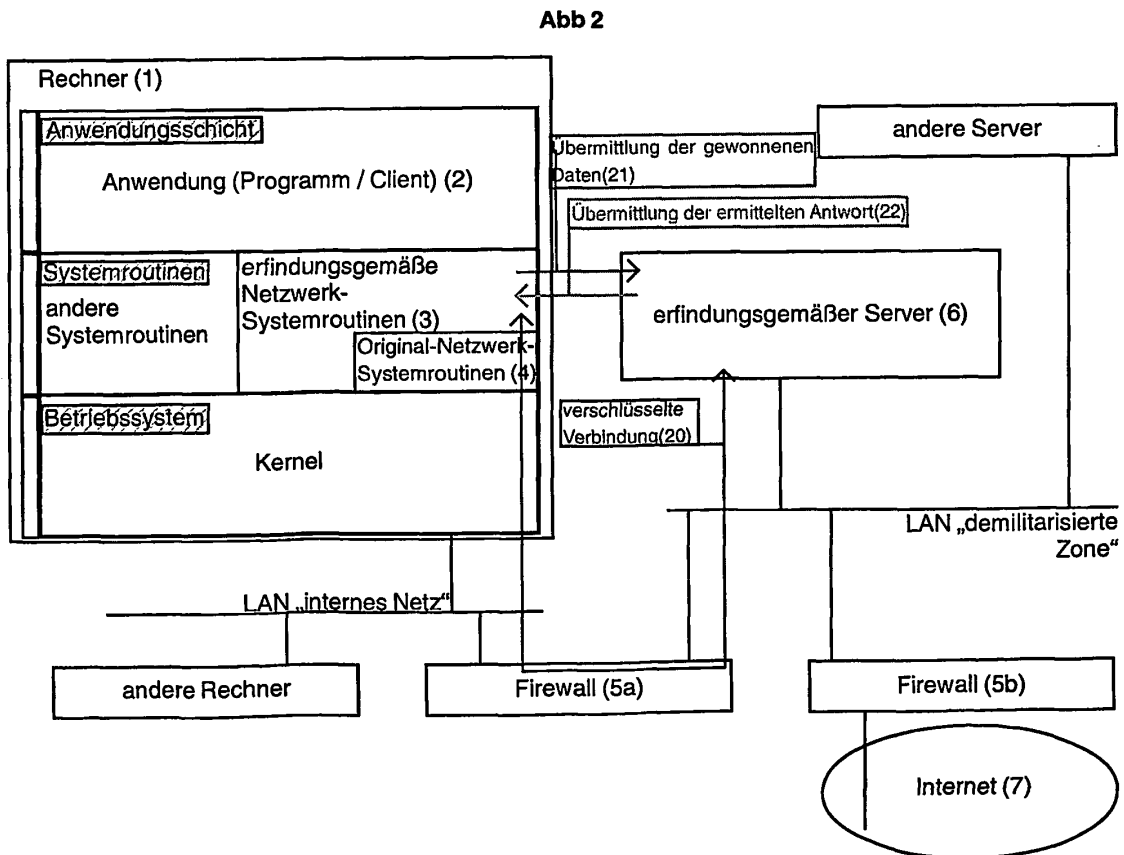 Abb 2
Rechner (1)
Anwendungsschicht
Anwendung (Programm / Client) (2)
Übermittlung der gewonnenen
Daten(21)
andere Server
Übermittlung der ermittelten Antwort(22)
Systemroutinen
andere
Systemroutinen
erfindungsgemäße
Netzwerk-
Systemroutinen (3)
Original-Netzwerk-
Systemroutinen (4)
erfindungsgemäßer Server (6)
Betriebssystem
Kernel
verschlüsselte
Verbindung(20)
LAN „demilitarisierte
Zone“
LAN „internes Netz“
andere Rechner
Firewall (5a)
Firewall (5b)
Internet (7)